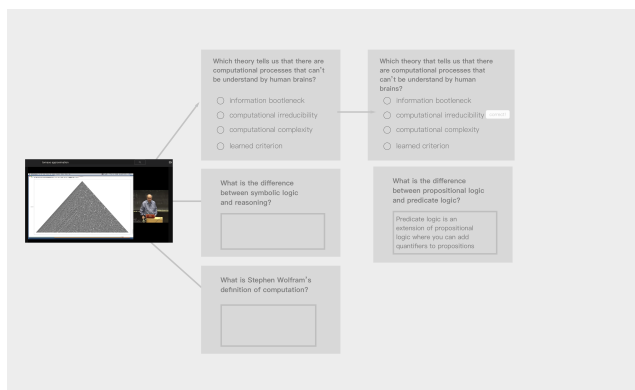 Which theory tells us that there are
computational processes that can't
be understand by human brains?
information bootleneck
computational irreducibility
computational complexity
learned criterion
Which theory that tells us that there
are computational processes that
can't be understand by human
brains?
information bootleneck
computational irreducibility
computational complexity
learned criterion
What is the difference
between symbolic logic
and reasoning?
What is the difference
between propositional logic
and predicate logic?
Predicate logic is an
extension of propositional
logic where you can add
quantifiers to propositions
What is Stephen Wolfram's
definition of computation?